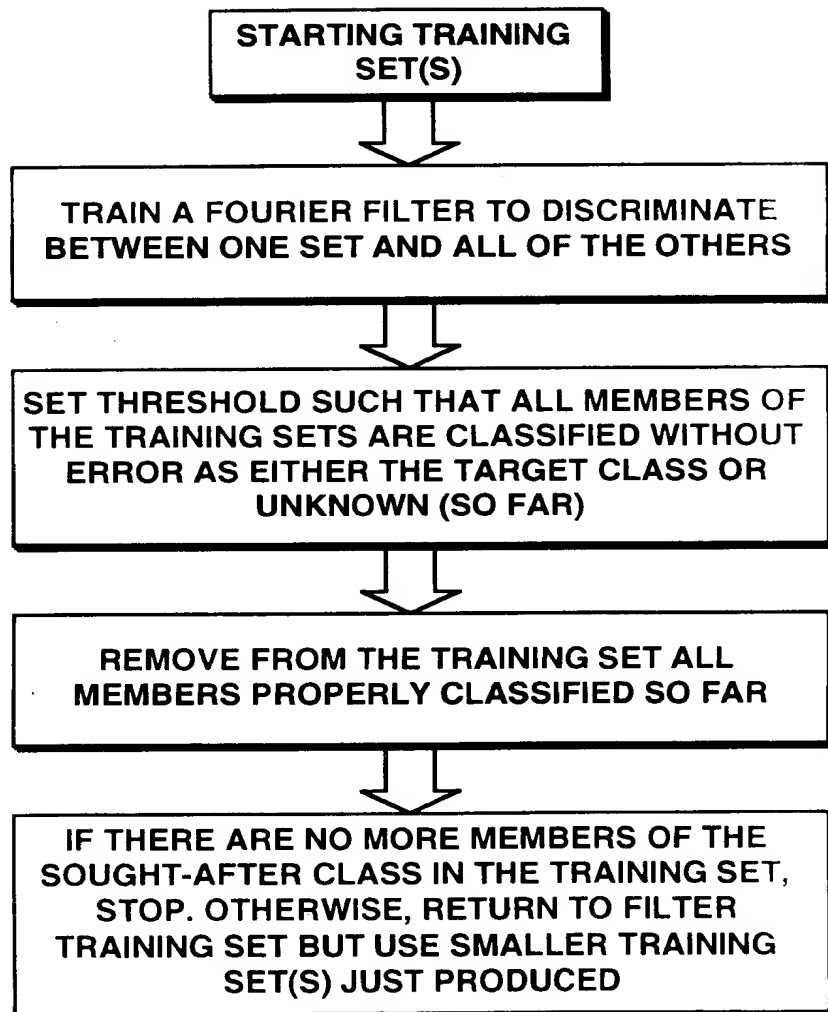 STARTING TRAINING
SET(S)
TRAIN A FOURIER FILTER TO DISCRIMINATE
BETWEEN ONE SET AND ALL OF THE OTHERS
SET THRESHOLD SUCH THAT ALL MEMBERS OF
THE TRAINING SETS ARE CLASSIFIED WITHOUT
ERROR AS EITHER THE TARGET CLASS OR
UNKNOWN (SO FAR)
REMOVE FROM THE TRAINING SET ALL
MEMBERS PROPERLY CLASSIFIED SO FAR
IF THERE ARE NO MORE MEMBERS OF THE
SOUGHT-AFTER CLASS IN THE TRAINING SET,
STOP. OTHERWISE, RETURN TO FILTER
TRAINING SET BUT USE SMALLER TRAINING
SET(S) JUST PRODUCED